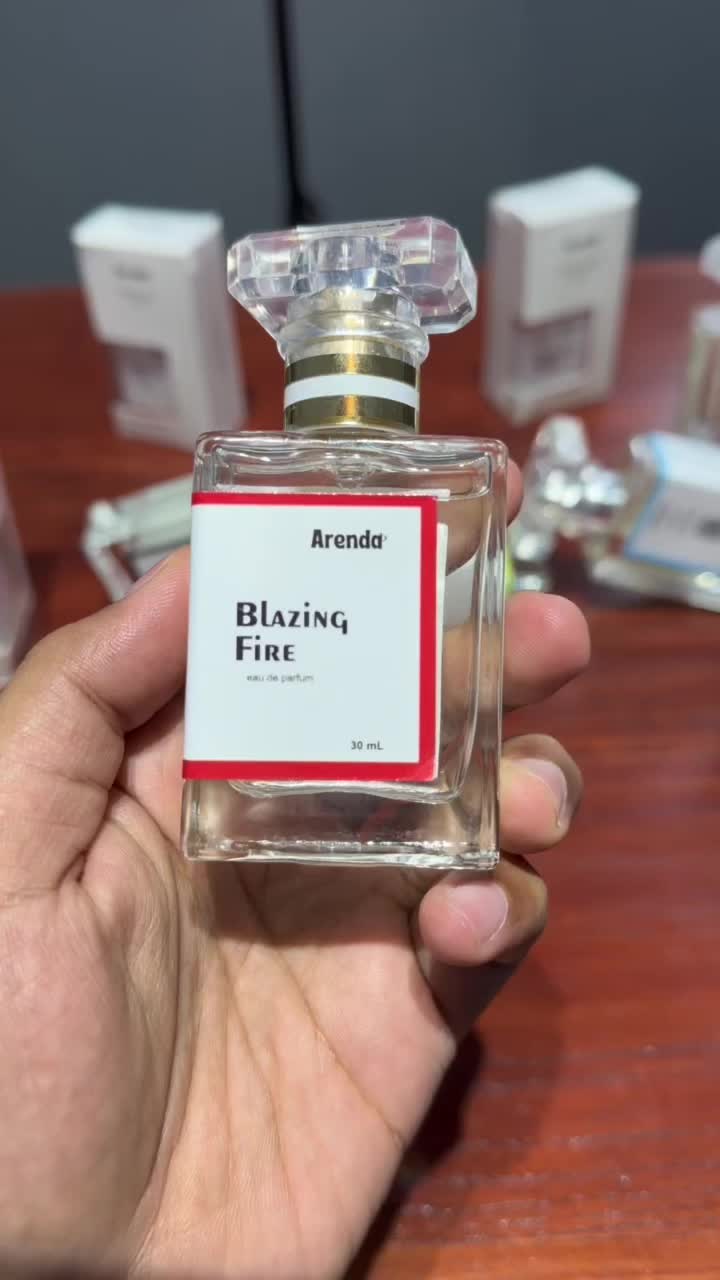 Arenda
Blazing
Fire
eau de parfum
30 mL